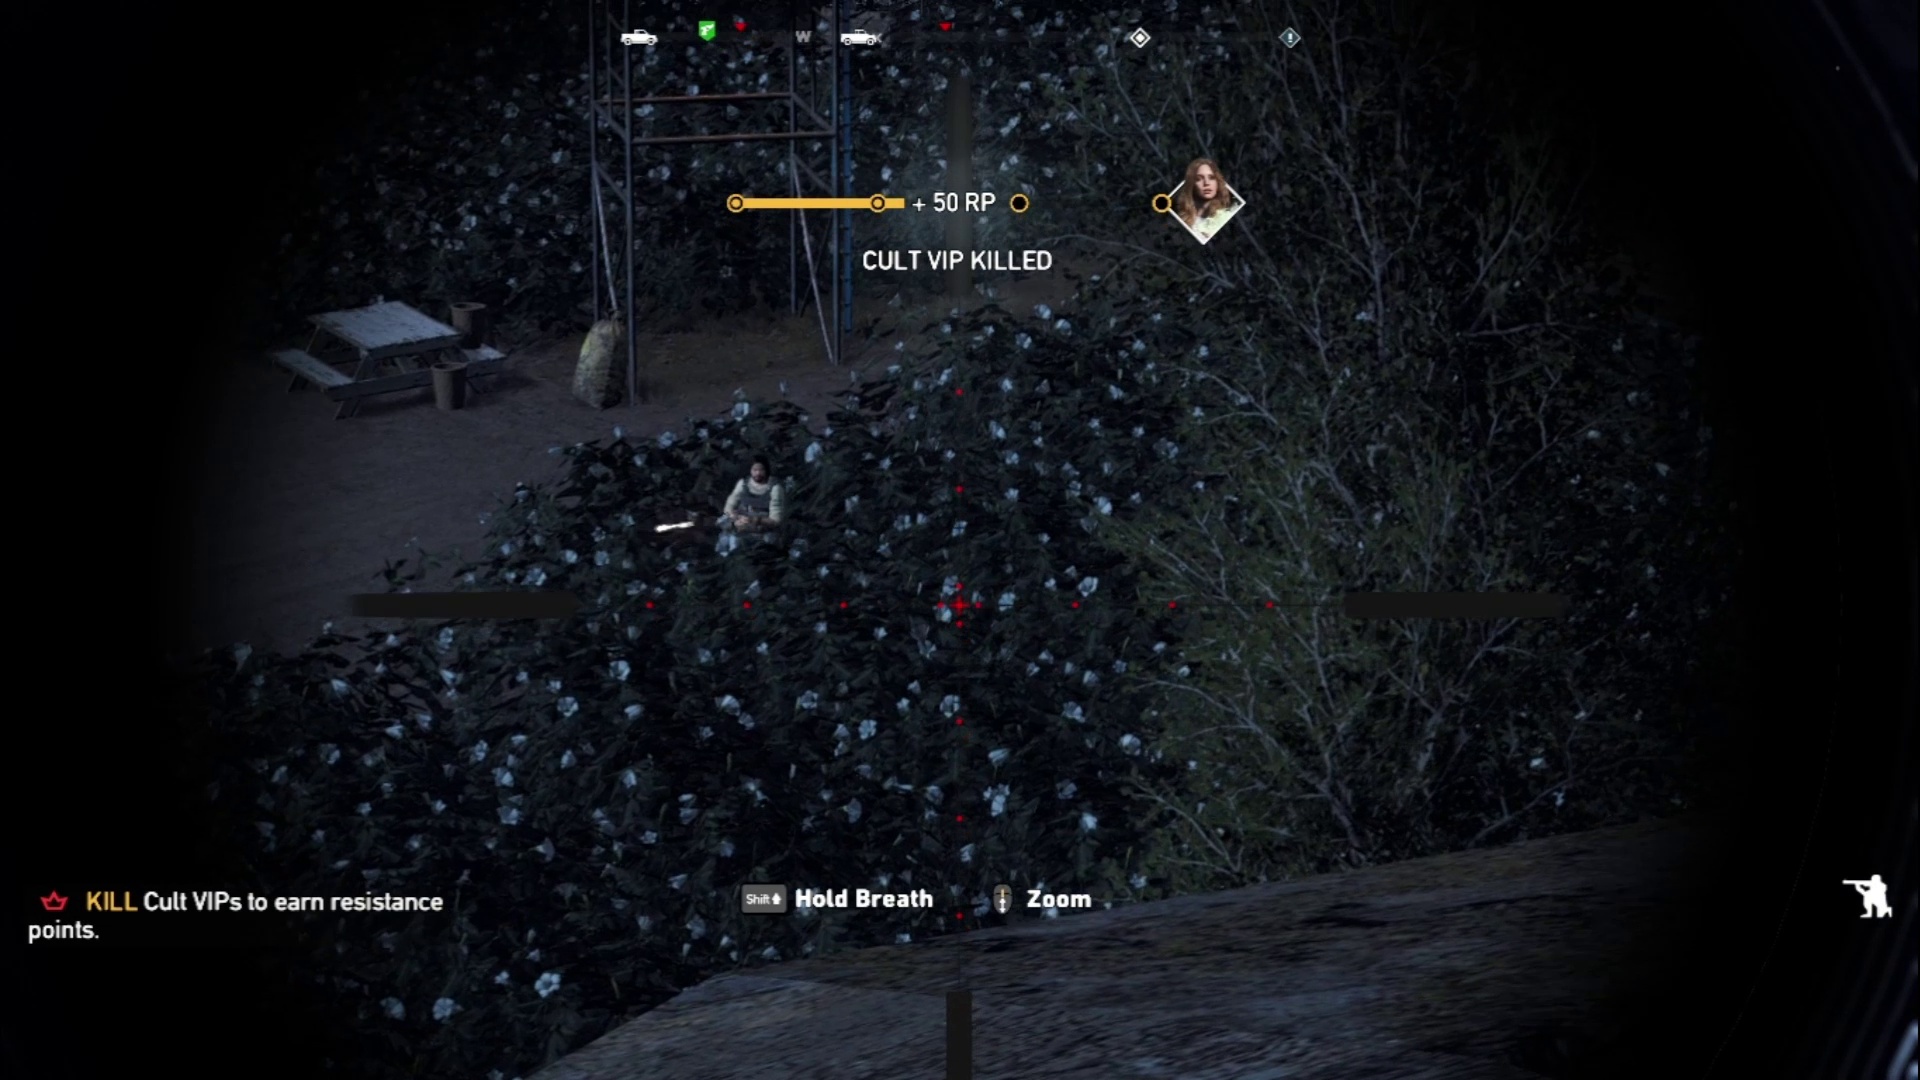 W
+ 50 RP
CULT VIP KILLED
KILL Cult VIPs to earn resistance
points.
Shift Hold Breath
Zoom